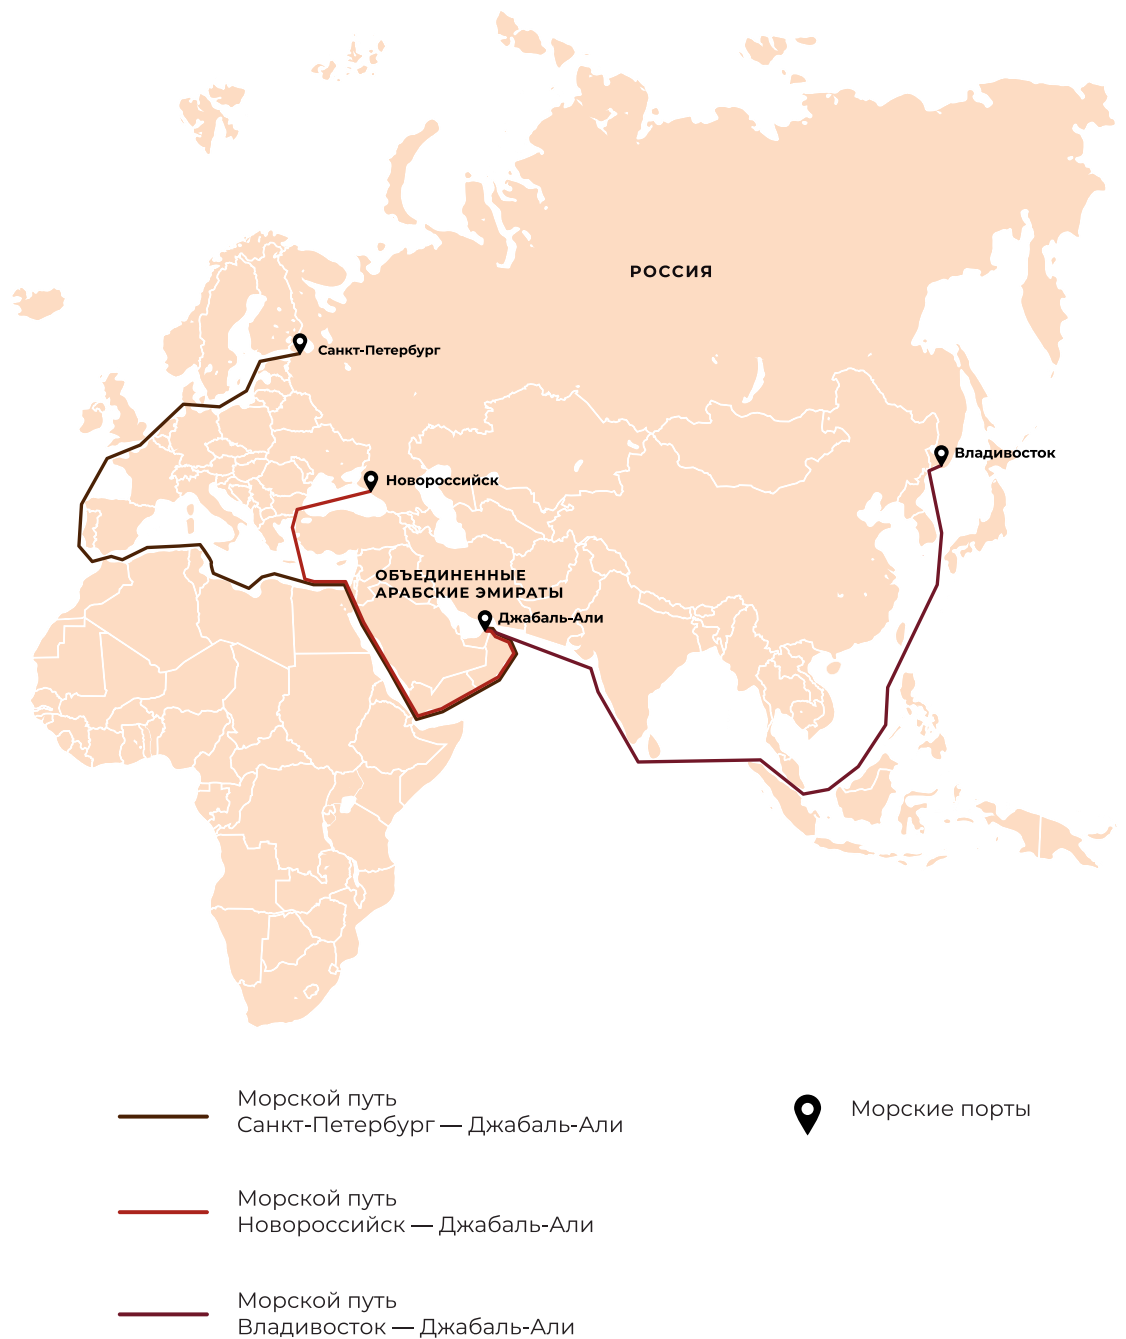 РОССИЯ
Санкт-Петербург
Владивосток
Новороссийск
ОБЪЕДИНЕННЫЕ
АРАБСКИЕ ЭМИРАТЫ
Джабаль-Али
Морской путь
Санкт-Петербург — Джабаль-Али
Морские порты
Морской путь
Новороссийск — Джабаль-Али
Морской путь
Владивосток — Джабаль-Али